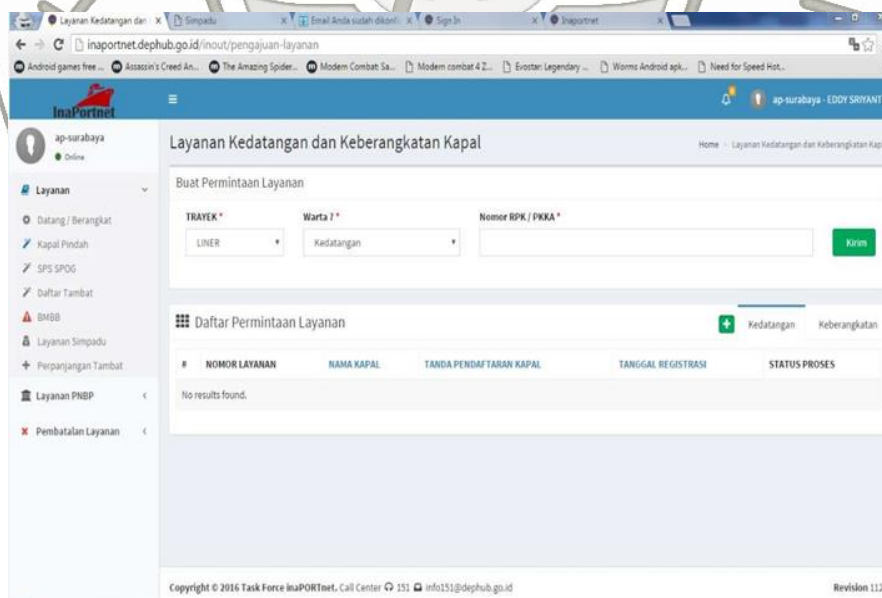 Layanan Kedatangan dan
Simpadu
Email Anda sudah dikonfi
Sign In
Inaportnet
inaportnet.dephub.go.id/inout/pengajuan-layanan
Android games free ...
Assassin's Creed An...
The Amazing Spider...
Modern Combat: Sa...
Modern combat 4 Z...
Evostar: Legendary ...
Worms Android apk...
Need for Speed Hot...
InaPortnet
ap-surabaya - EDDY SRIYANT
ap-surabaya
Online
Layanan Kedatangan dan Keberangkatan Kapal
Home > Layanan Kedatangan dan Keberangkatan Kap
Layanan
Datang / Berangkat
Kapal Pindah
SPS SPOG
Daftar Tambat
BMBB
Layanan Simpadu
Perpanjangan Tambat
Layanan PNBP
Pembatalan Layanan
Buat Permintaan Layanan
TRAYEK * Warta ? * Nomor RPK / PKKA *
LINER Kedatangan Kirim
Daftar Permintaan Layanan Kedatangan Keberangkatan
# NOMOR LAYANAN NAMA KAPAL TANDA PENDAFTARAN KAPAL TANGGAL REGISTRASI STATUS PROSES
No results found.
Copyright © 2016 Task Force inaPORTnet. Call Center 151 info151@dephub.go.id Revision 112